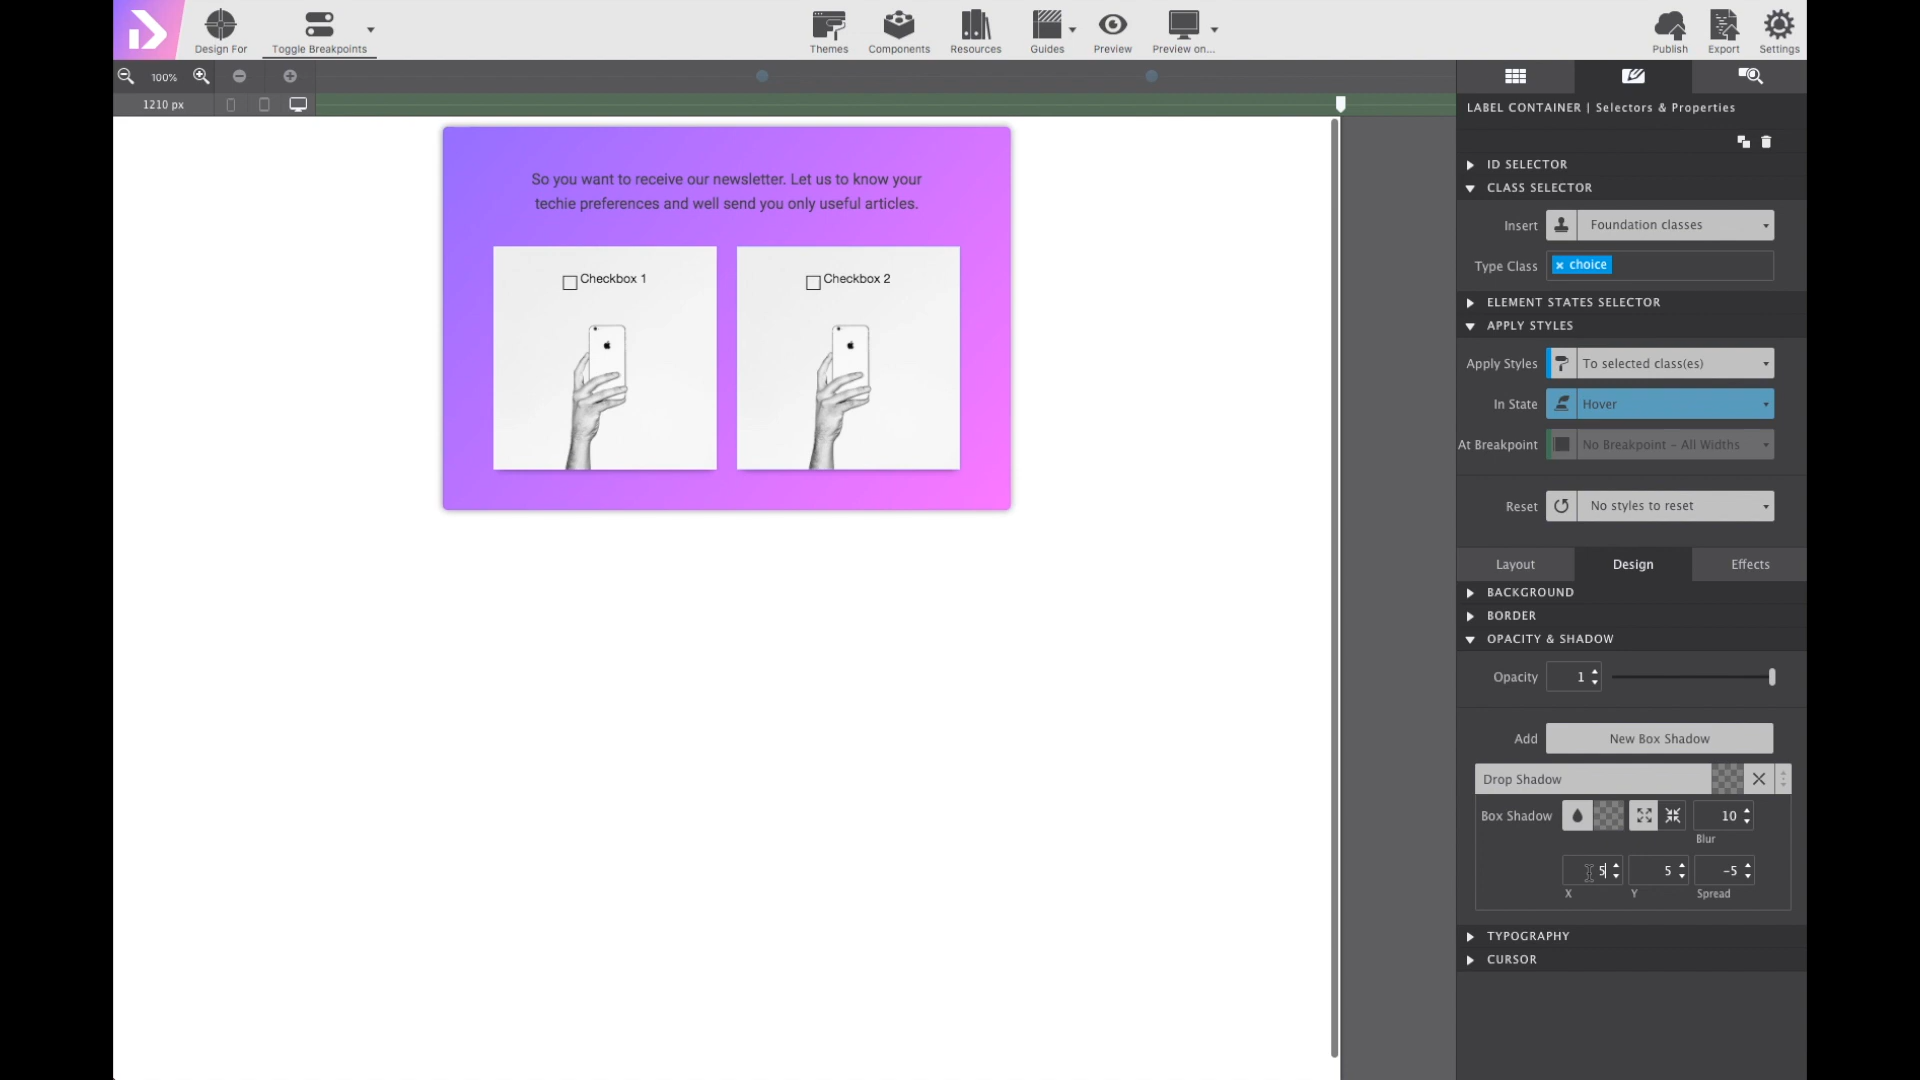 Design For
Toggle Breakpoints
Themes
Components
Resources
Guides
Preview
Preview on...
Publish
Export
Settings
100%
1210 px
LABEL CONTAINER | Selectors & Properties
ID SELECTOR
CLASS SELECTOR
Insert
Foundation classes
Type Class
× choice
ELEMENT STATES SELECTOR
APPLY STYLES
Apply Styles
To selected class(es)
In State
Hover
At Breakpoint
No Breakpoint – All Widths
Reset
No styles to reset
Layout
Design
Effects
BACKGROUND
BORDER
OPACITY & SHADOW
Opacity
1
Add
New Box Shadow
Drop Shadow
Box Shadow
10
Blur
5
5
-5
X
Y
Spread
TYPOGRAPHY
CURSOR
So you want to receive our newsletter. Let us to know your
techie preferences and well send you only useful articles.
Checkbox 1
Checkbox 2